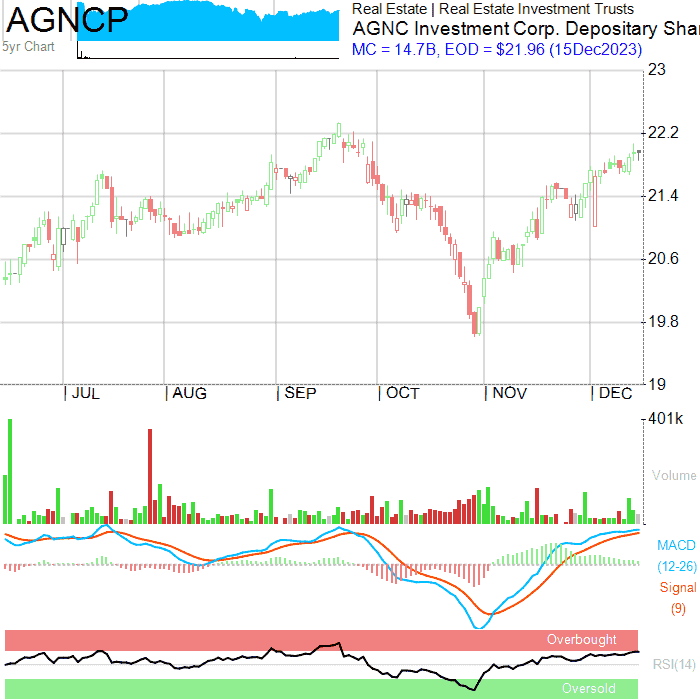 AGNCP
5yr Chart
Real Estate | Real Estate Investment Trusts
AGNC Investment Corp. Depositary Shar
MC = 14.7B, EOD = $21.96 (15Dec2023)
23
22.2
21.4
20.6
19.8
19
JUL
AUG
SEP
OCT
NOV
DEC
401k
Volume
MACD
(12-26)
Signal
(9)
Overbought
RSI(14)
Oversold